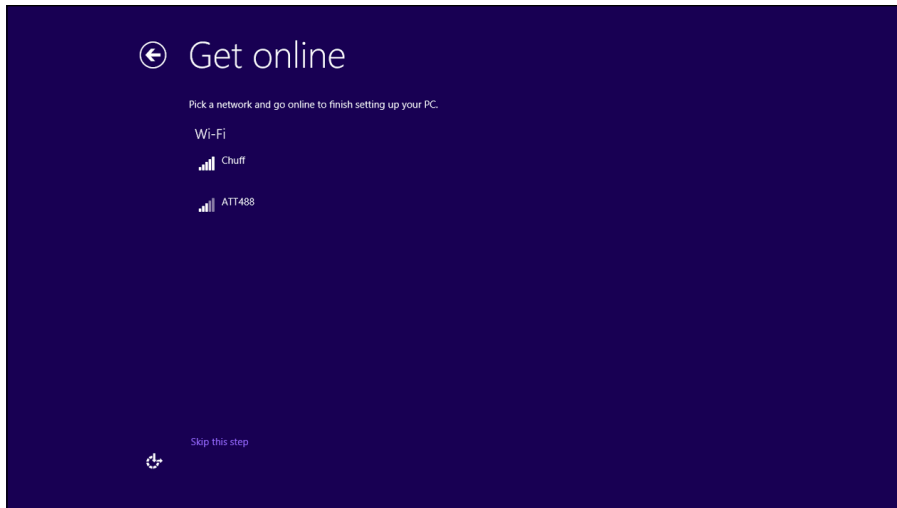 Get online
Pick a network and go online to finish setting up your PC.
Wi-Fi
Chuff
ATT488
Skip this step